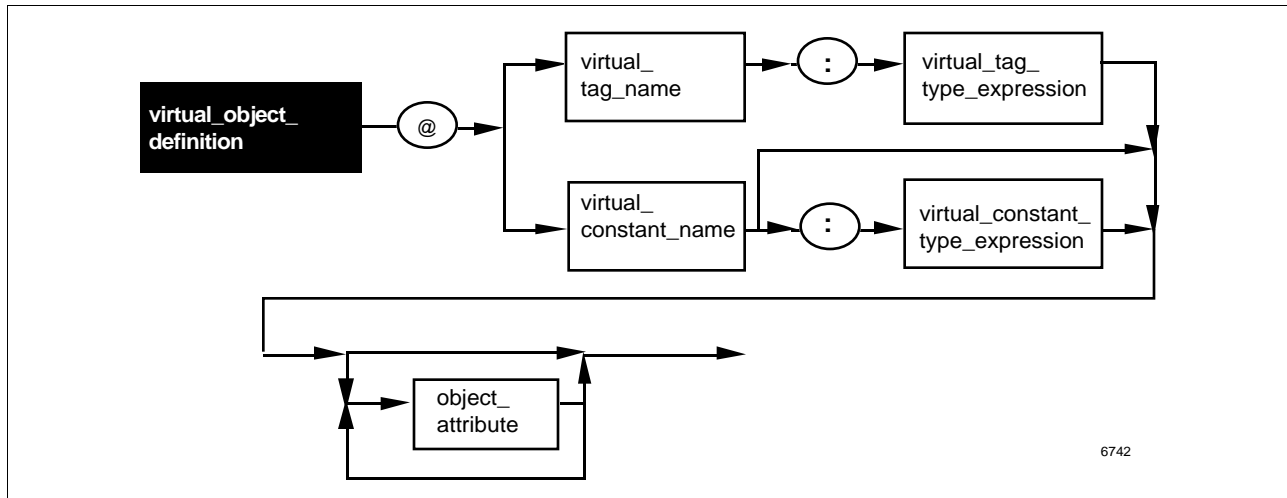 virtual_object_
definition
@
virtual_
tag_name
:
virtual_tag_
type_expression
virtual_
constant_name
:
virtual_constant_
type_expression
object_
attribute
6742